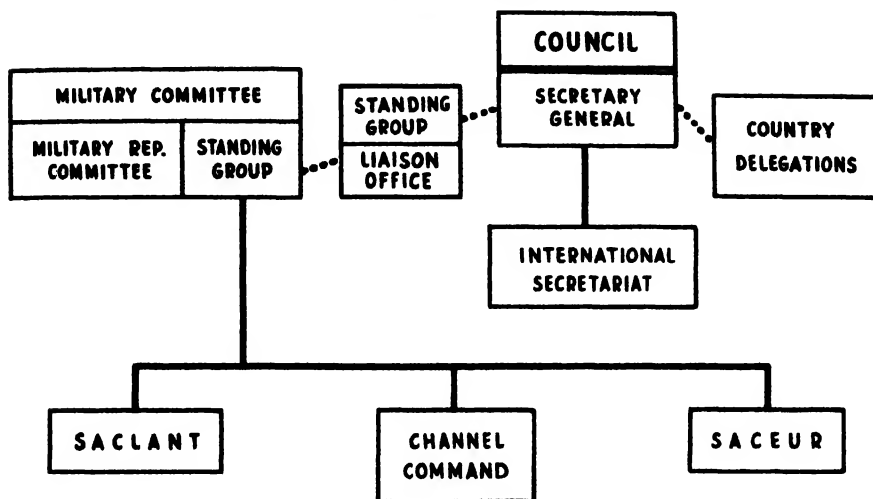 COUNCIL
SECRETARY
GENERAL
MILITARY COMMITTEE
MILITARY REP.
COMMITTEE
STANDING
GROUP
STANDING
GROUP
LIAISON
OFFICE
COUNTRY
DELEGATIONS
INTERNATIONAL
SECRETARIAT
SACLANT
CHANNEL
COMMAND
SACEUR